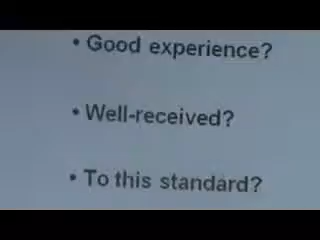 • Good experience?
• Well-received?
• To this standard?